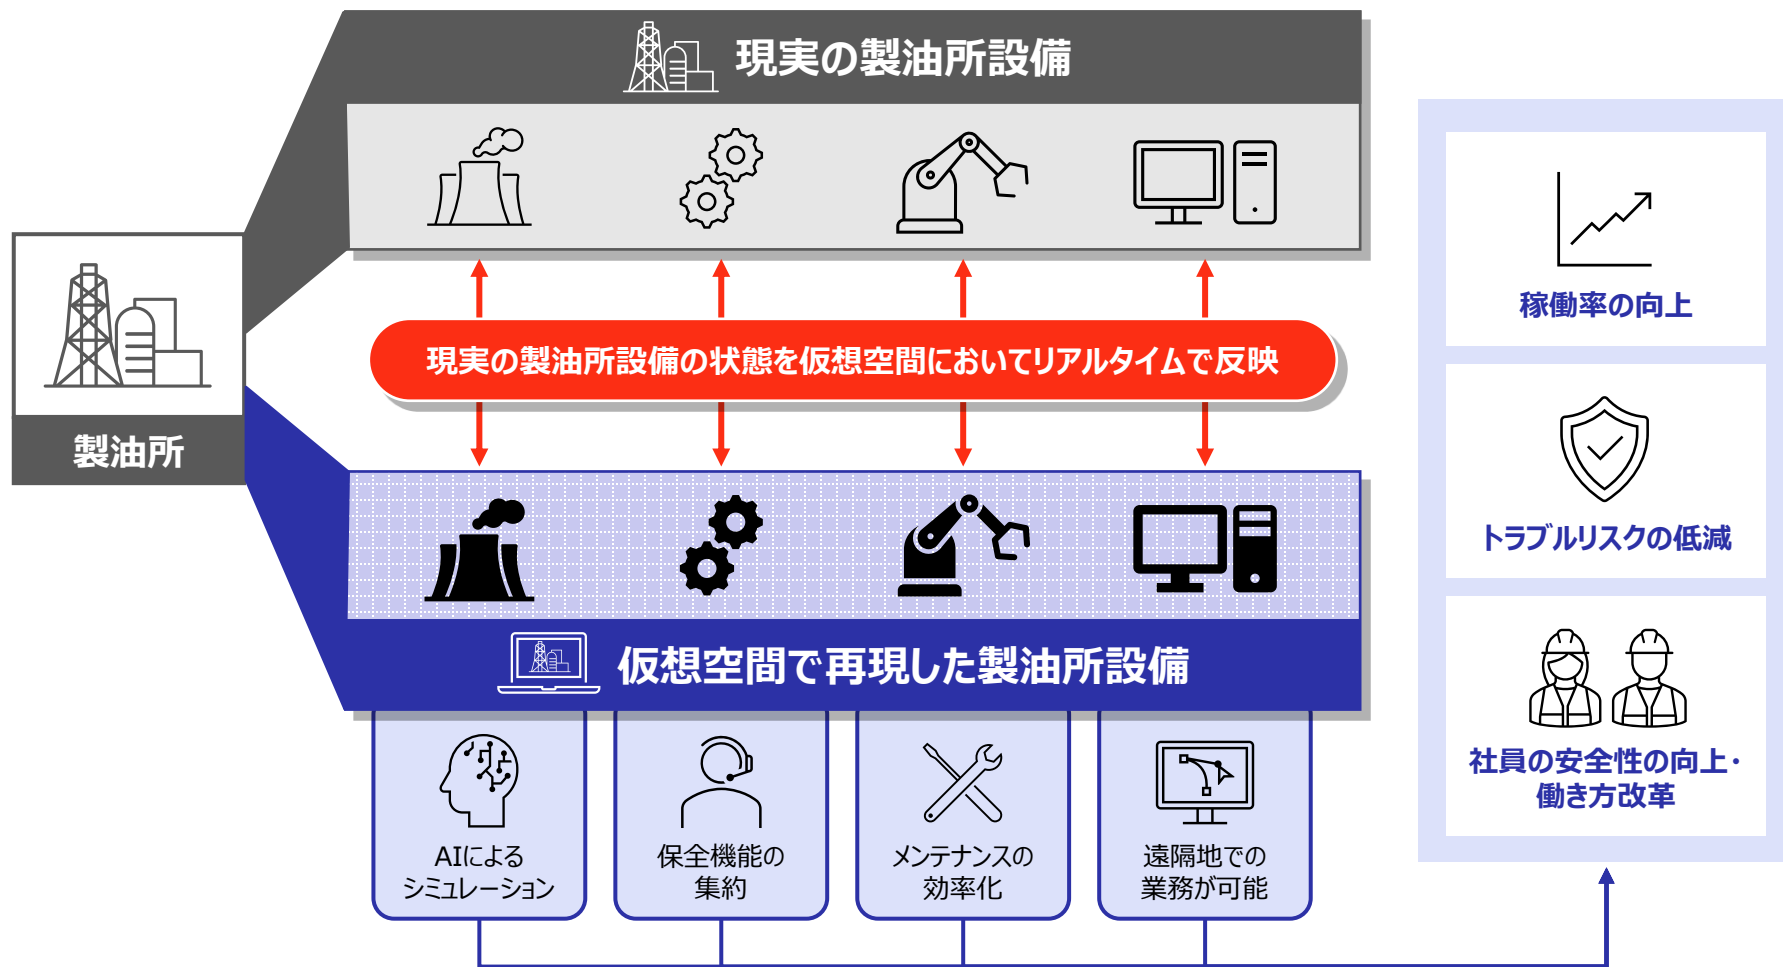 現実の製油所設備
製油所
現実の製油所設備の状態を仮想空間においてリアルタイムで反映
仮想空間で再現した製油所設備
AIによる
シミュレーション
保全機能の
集約
メンテナンスの
効率化
遠隔地での
業務が可能
稼働率の向上
トラブルリスクの低減
社員の安全性の向上・
働き方改革